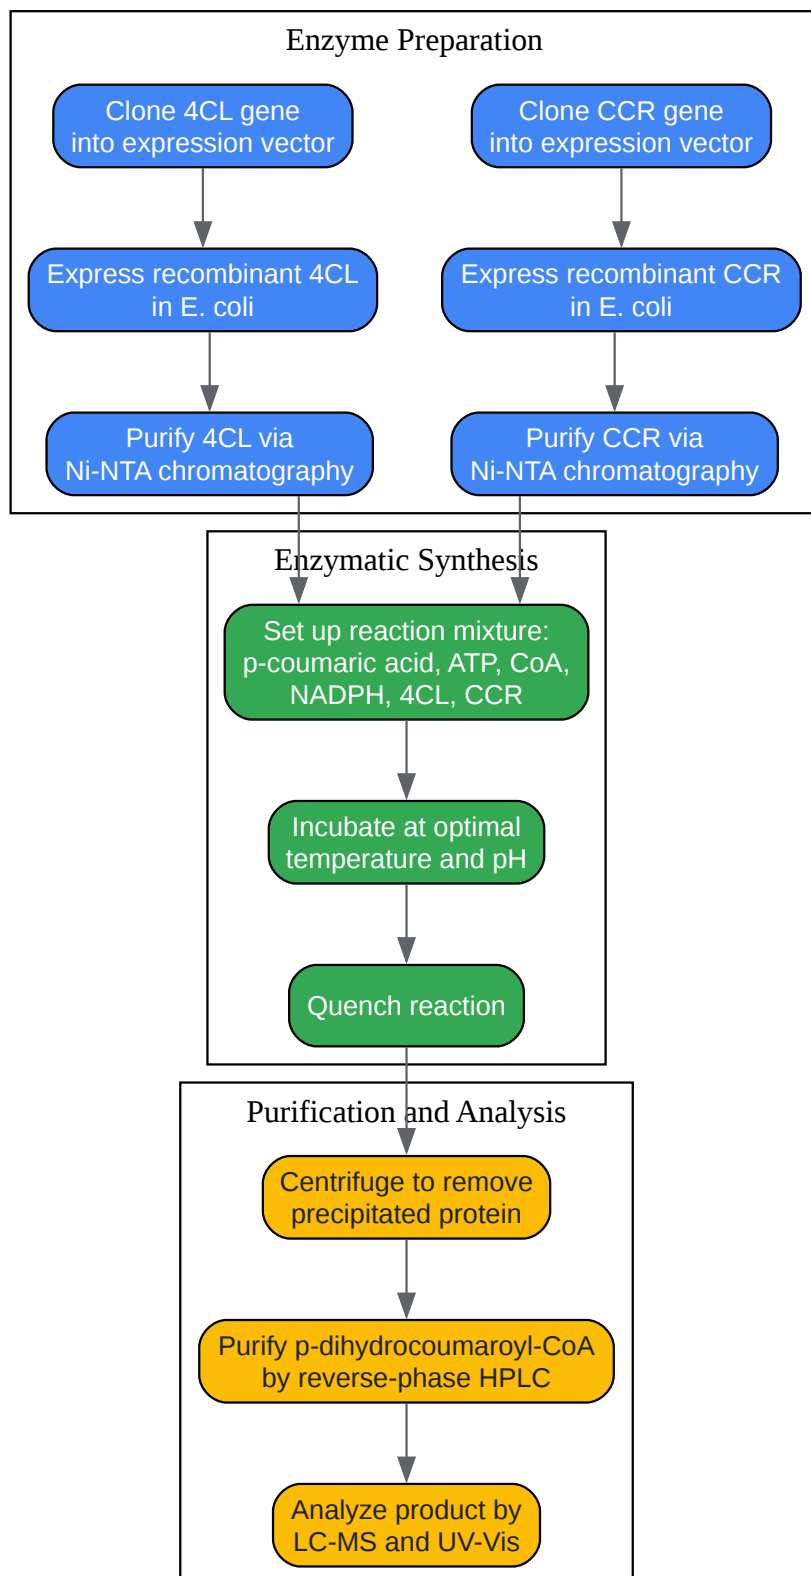 Enzyme Preparation
Clone 4CL gene
into expression vector
Clone CCR gene
into expression vector
Express recombinant 4CL
in E. coli
Express recombinant CCR
in E. coli
Purify 4CL via
Ni-NTA chromatography
Purify CCR via
Ni-NTA chromatography
Enzymatic Synthesis
Set up reaction mixture:
p-coumaric acid, ATP, CoA,
NADPH, 4CL, CCR
Incubate at optimal
temperature and pH
Quench reaction
Purification and Analysis
Centrifuge to remove
precipitated protein
Purify p-dihydrocoumaroyl-CoA
by reverse-phase HPLC
Analyze product by
LC-MS and UV-Vis